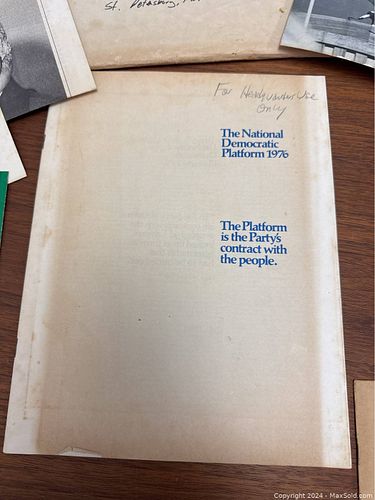 St. Petersburg,
For Headquarters Use
Only
The National
Democratic
Platform 1976
The Platform
is the Party's
contract with
the people.
Copyright 2024 - MaxSold.com